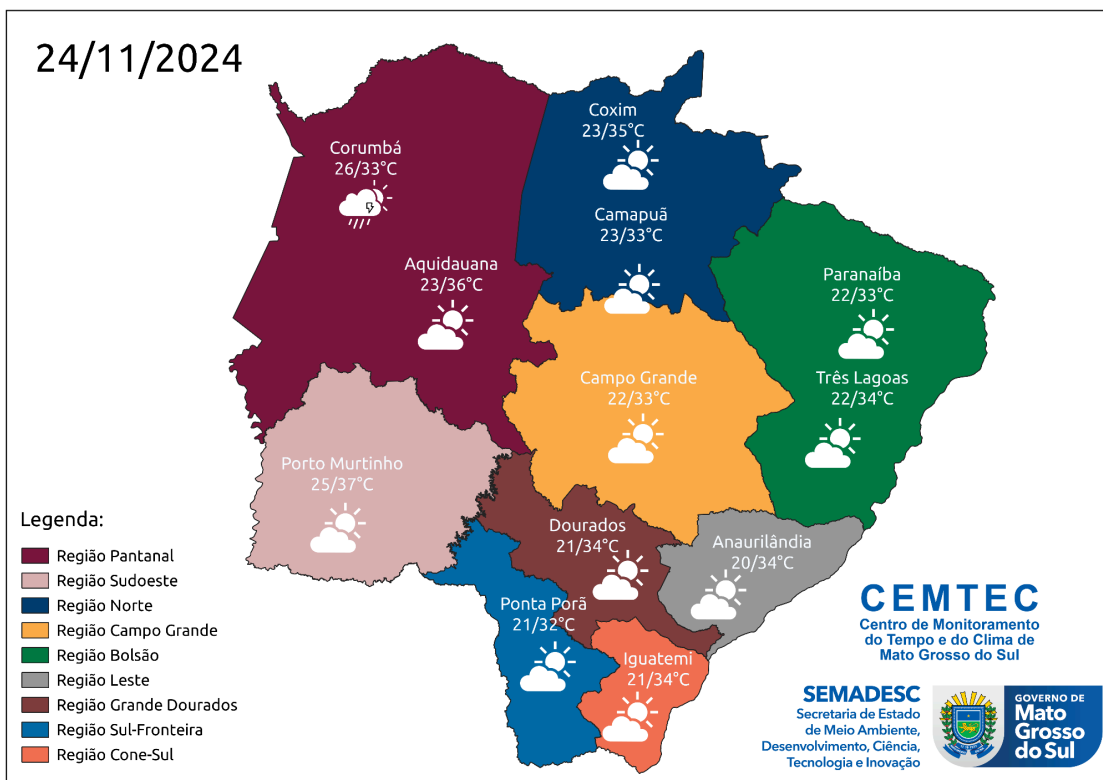 24/11/2024
Coxim
23/35°C
Corumbá
26/33°C
Camapuã
23/33°C
Aquidauana
23/36°C
Paranaíba
22/33°C
Campo Grande
22/33°C
Três Lagoas
22/34°C
Porto Murtinho
25/37°C
Dourados
21/34°C
Anaurilândia
20/34°C
Ponta Porã
21/32°C
Iguatemi
21/34°C
Legenda:
Região Pantanal
Região Sudoeste
Região Norte
Região Campo Grande
Região Bolsão
Região Leste
Região Grande Dourados
Região Sul-Fronteira
Região Cone-Sul
CEMTEC
Centro de Monitoramento
do Tempo e do Clima de
Mato Grosso do Sul
SEMADESC
Secretaria de Estado
de Meio Ambiente,
Desenvolvimento, Ciência,
Tecnologia e Inovação
GOVERNO DE
Mato
Grosso
do Sul